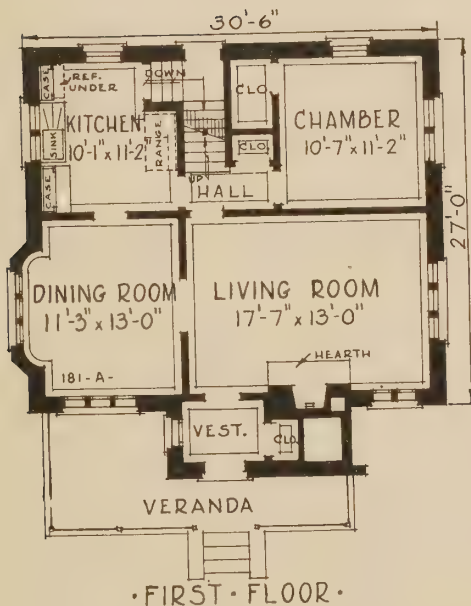 30'-6"
CASE
REF.
UNDER
DOWN
CLO.
CHAMBER
10'-7" x 11'-2"
KITCHEN
10'-1" x 11'-2"
SINK
RANGE
CLO.
CASE
UP
HALL
27'-0"
DINING ROOM
11'-3" x 13'-0"
LIVING ROOM
17'-7" x 13'-0"
HEARTH
181-A-
VEST.
CLO.
VERANDA
·FIRST·FLOOR·